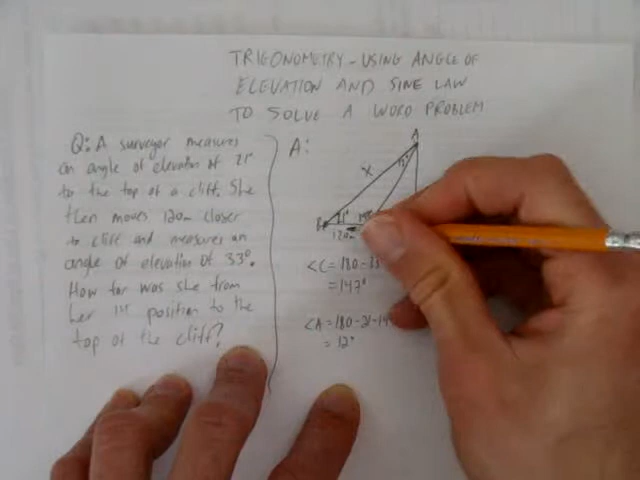 TRIGONOMETRY - USING ANGLE OF
ELEVATION AND SINE LAW
TO SOLVE A WORD PROBLEM
Q: A surveyor measures
an angle of elevation of 21°
to the top of a cliff. She
then moves 120m closer
to cliff and measures an
angle of elevation of 33°.
How far was she from
her 1st position to the
top of the cliff?
A:
A
12°
x
B 21° 147°
120m
<C = 180 - 33
= 147°
<A = 180 - 21 - 14
= 12°